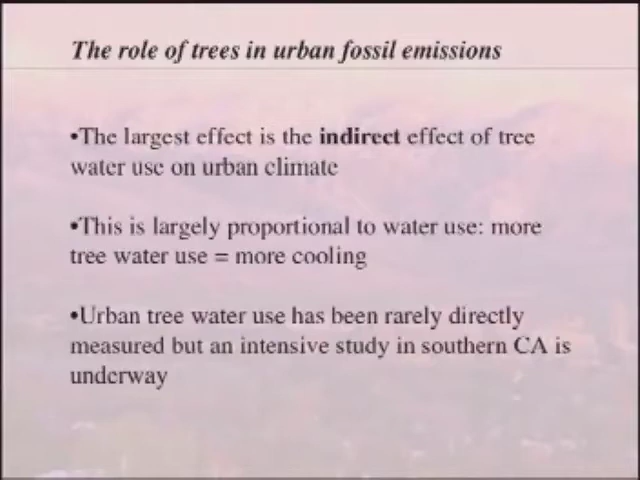 The role of trees in urban fossil emissions
•The largest effect is the indirect effect of tree
water use on urban climate
•This is largely proportional to water use: more
tree water use = more cooling
•Urban tree water use has been rarely directly
measured but an intensive study in southern CA is
underway